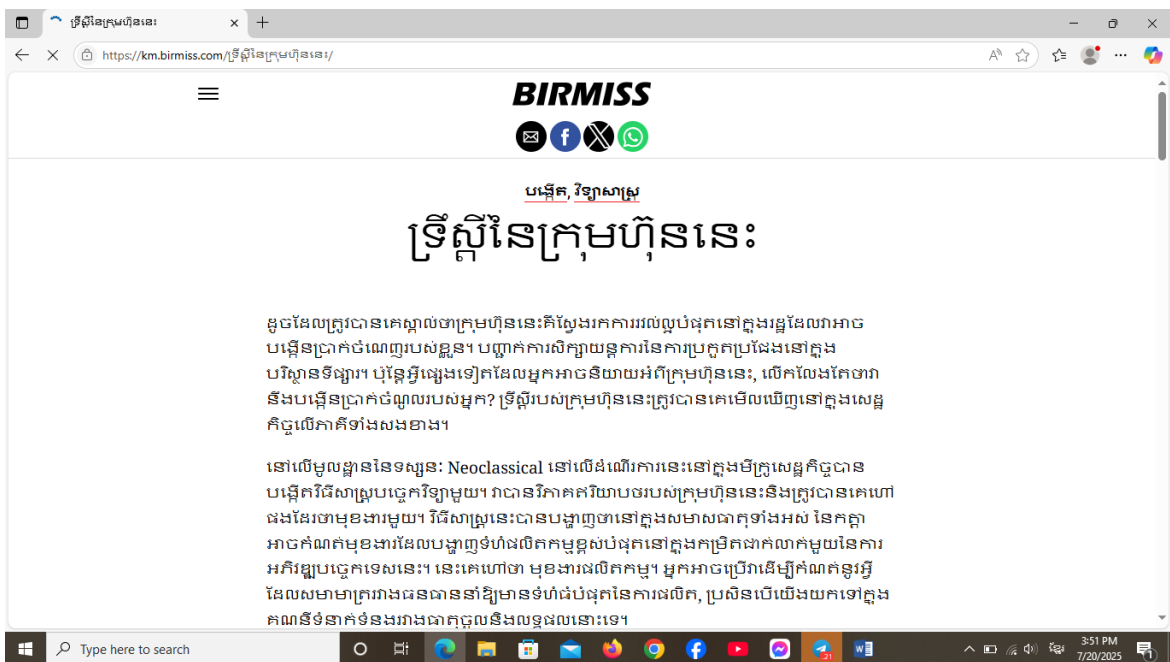 ទ្រឹស្តីនៃក្រុមហ៊ុននេះ
https://km.birmiss.com/ទ្រឹស្តីនៃក្រុមហ៊ុននេះ/
BIRMISS
បង្កើត, វិទ្យាសាស្ត្រ
ទ្រឹស្តីនៃក្រុមហ៊ុននេះ
ដូចដែលត្រូវបានគេស្គាល់ថាក្រុមហ៊ុននេះគឺស្វែងរកការរវល់ល្អបំផុតនៅក្នុងរដ្ឋដែលវាអាច
បង្កើនប្រាក់ចំណេញរបស់ខ្លួន។ បញ្ជាក់ការសិក្សាយន្តការនៃការប្រកួតប្រជែងនៅក្នុង
បរិស្ថានទីផ្សារ។ ប៉ុន្តែអ្វីផ្សេងទៀតដែលអ្នកអាចនិយាយអំពីក្រុមហ៊ុននេះ, លើកលែងតែថាវា
នឹងបង្កើនប្រាក់ចំណូលរបស់អ្នក? ទ្រឹស្តីរបស់ក្រុមហ៊ុននេះត្រូវបានគេមើលឃើញនៅក្នុងសេដ្ឋ
កិច្ចលើភាគីទាំងសងខាង។
នៅលើមូលដ្ឋាននៃទស្សនៈ Neoclassical នៅលើដំណើរការនេះនៅក្នុងមីក្រូសេដ្ឋកិច្ចបាន
បង្កើតវិធីសាស្រ្តបច្ចេកវិទ្យាមួយ។ វាបានវិភាគឥរិយាបថរបស់ក្រុមហ៊ុននេះនិងត្រូវបានគេហៅ
ផងដែរថាមុខងារមួយ។ វិធីសាស្រ្តនេះបានបង្ហាញថានៅក្នុងសមាសធាតុទាំងអស់ នៃកត្តា
អាចកំណត់មុខងារដែលបង្ហាញទំហំផលិតកម្មខ្ពស់បំផុតនៅក្នុងកម្រិតជាក់លាក់មួយនៃការ
អភិវឌ្ឍបច្ចេកទេសនេះ។ នេះគេហៅថា មុខងារផលិតកម្ម។ អ្នកអាចប្រើវាដើម្បីកំណត់នូវអ្វី
ដែលសមាមាត្ររវាងធនធាននាំឱ្យមានទំហំធំបំផុតនៃការផលិត, ប្រសិនបើយើងយកទៅក្នុង
គណនីទំនាក់ទំនងរវាងធាតុចូលនិងលទ្ធផលនោះទេ។
Type here to search
3:51 PM
7/20/2025